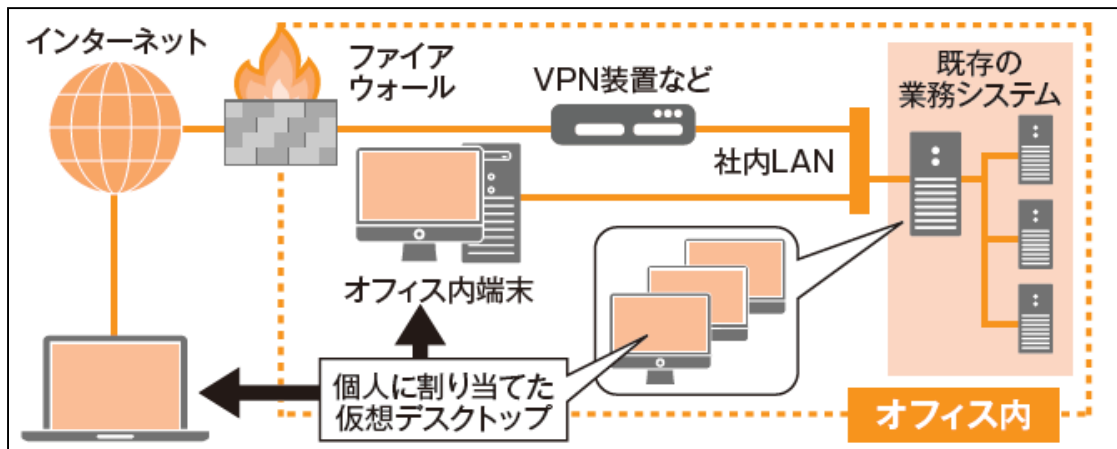 インターネット
ファイア
ウォール
VPN装置など
既存の
業務システム
社内LAN
オフィス内端末
個人に割り当てた
仮想デスクトップ
オフィス内